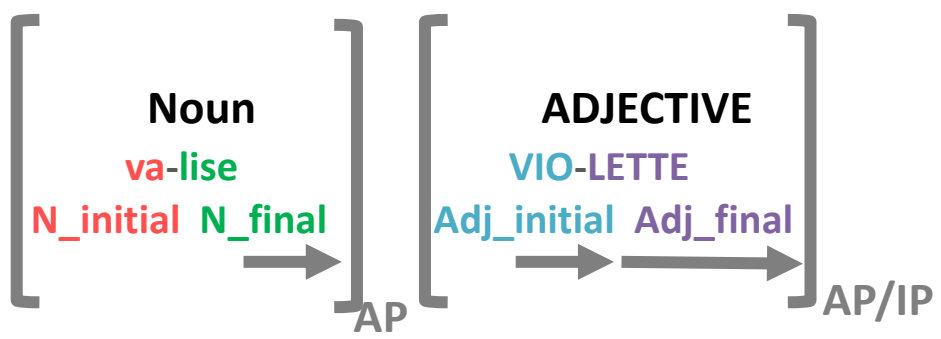 Noun ADJECTIVE
va-lise VIO-LETTE
N_initial N_final Adj_initial Adj_final
AP AP/IP